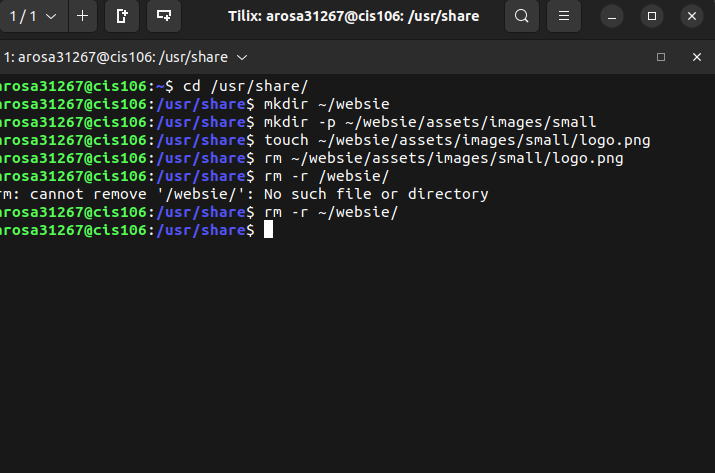 1 / 1
Tilix: arosa31267@cis106: /usr/share
1: arosa31267@cis106: /usr/share
arosa31267@cis106:~$ cd /usr/share/
arosa31267@cis106:/usr/share$ mkdir ~/websie
arosa31267@cis106:/usr/share$ mkdir -p ~/websie/assets/images/small
arosa31267@cis106:/usr/share$ touch ~/websie/assets/images/small/logo.png
arosa31267@cis106:/usr/share$ rm ~/websie/assets/images/small/logo.png
arosa31267@cis106:/usr/share$ rm -r /websie/
rm: cannot remove '/websie/': No such file or directory
arosa31267@cis106:/usr/share$ rm -r ~/websie/
arosa31267@cis106:/usr/share$